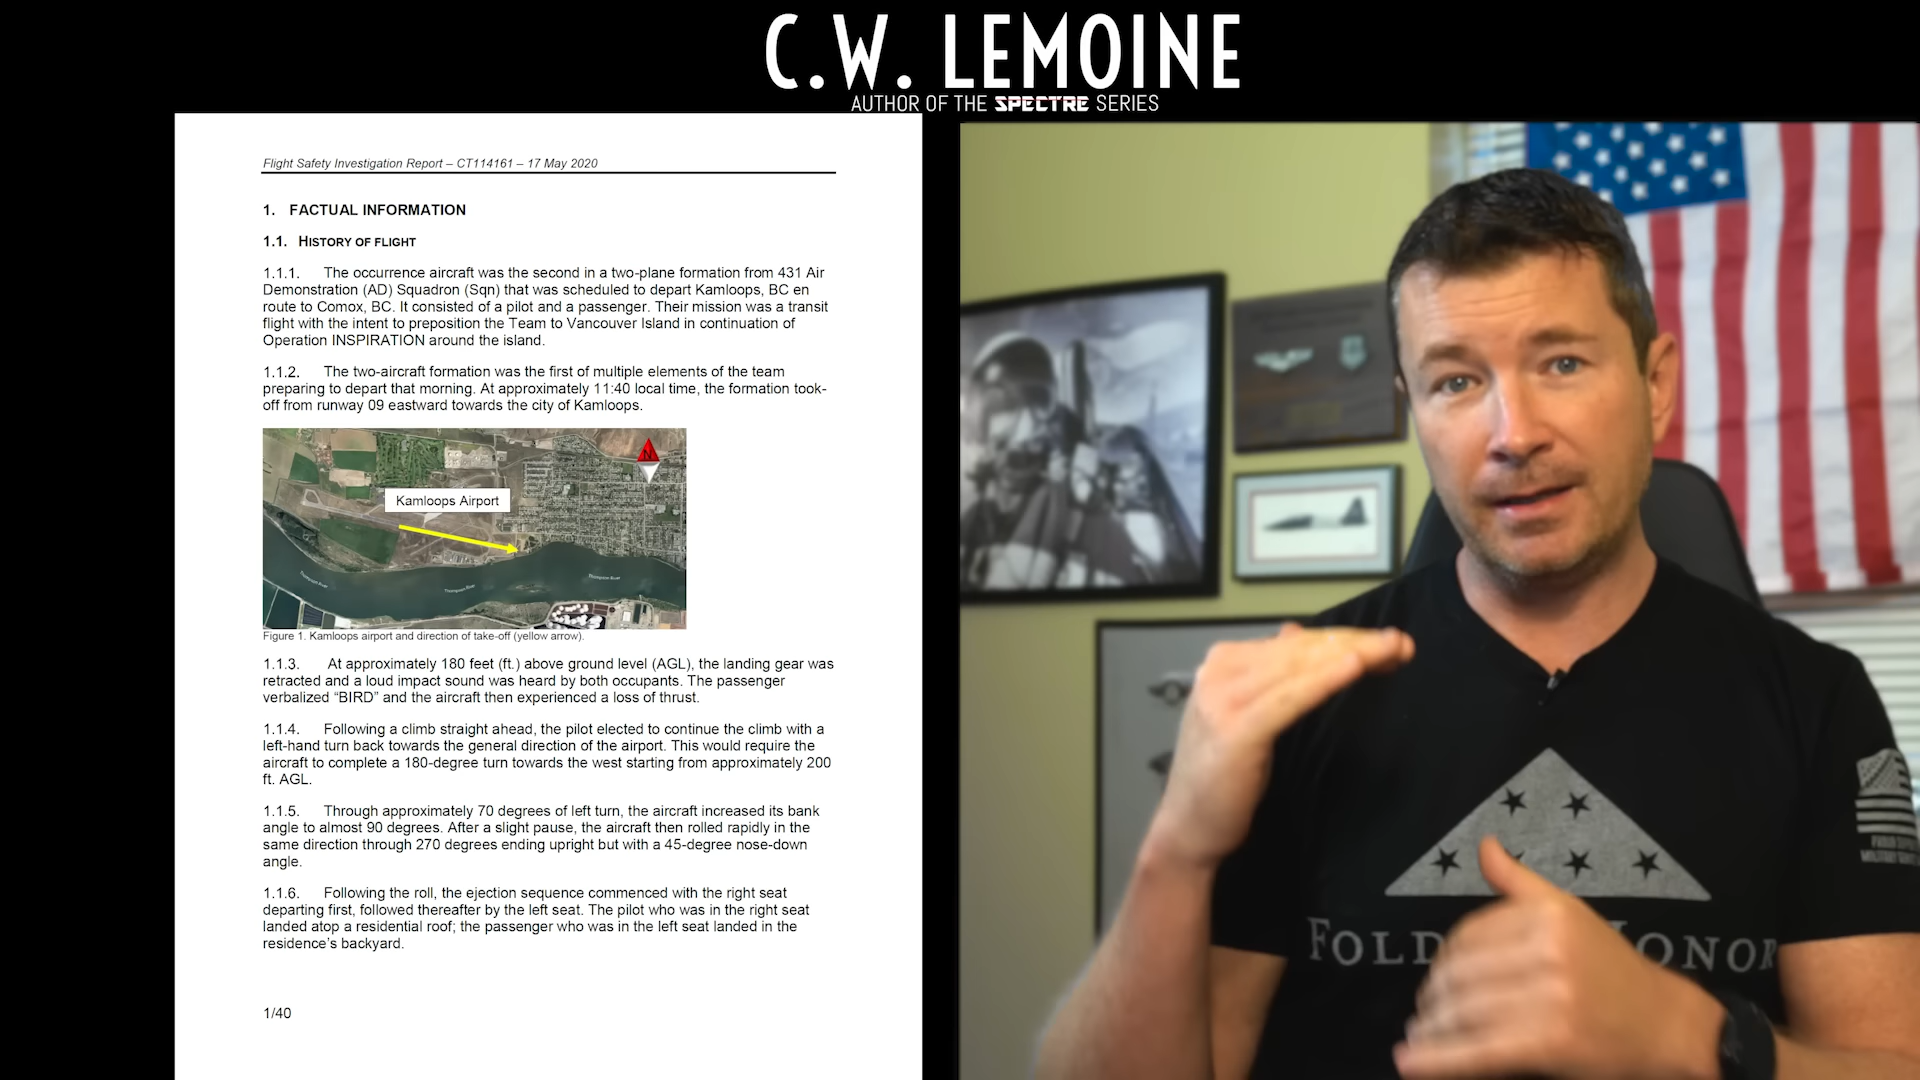 C.W. LEMOINE
AUTHOR OF THE SPECTRE SERIES
Flight Safety Investigation Report – CT114161 – 17 May 2020
1. FACTUAL INFORMATION
1.1. HISTORY OF FLIGHT
1.1.1. The occurrence aircraft was the second in a two-plane formation from 431 Air
Demonstration (AD) Squadron (Sqn) that was scheduled to depart Kamloops, BC en
route to Comox, BC. It consisted of a pilot and a passenger. Their mission was a transit
flight with the intent to preposition the Team to Vancouver Island in continuation of
Operation INSPIRATION around the island.
1.1.2. The two-aircraft formation was the first of multiple elements of the team
preparing to depart that morning. At approximately 11:40 local time, the formation took-
off from runway 09 eastward towards the city of Kamloops.
N
Kamloops Airport
Thompson River
Thompson River
Thompson River
Figure 1. Kamloops airport and direction of take-off (yellow arrow).
1.1.3. At approximately 180 feet (ft.) above ground level (AGL), the landing gear was
retracted and a loud impact sound was heard by both occupants. The passenger
verbalized “BIRD” and the aircraft then experienced a loss of thrust.
1.1.4. Following a climb straight ahead, the pilot elected to continue the climb with a
left-hand turn back towards the general direction of the airport. This would require the
aircraft to complete a 180-degree turn towards the west starting from approximately 200
ft. AGL.
1.1.5. Through approximately 70 degrees of left turn, the aircraft increased its bank
angle to almost 90 degrees. After a slight pause, the aircraft then rolled rapidly in the
same direction through 270 degrees ending upright but with a 45-degree nose-down
angle.
1.1.6. Following the roll, the ejection sequence commenced with the right seat
departing first, followed thereafter by the left seat. The pilot who was in the right seat
landed atop a residential roof; the passenger who was in the left seat landed in the
residence’s backyard.
1/40
FOLD HONOR